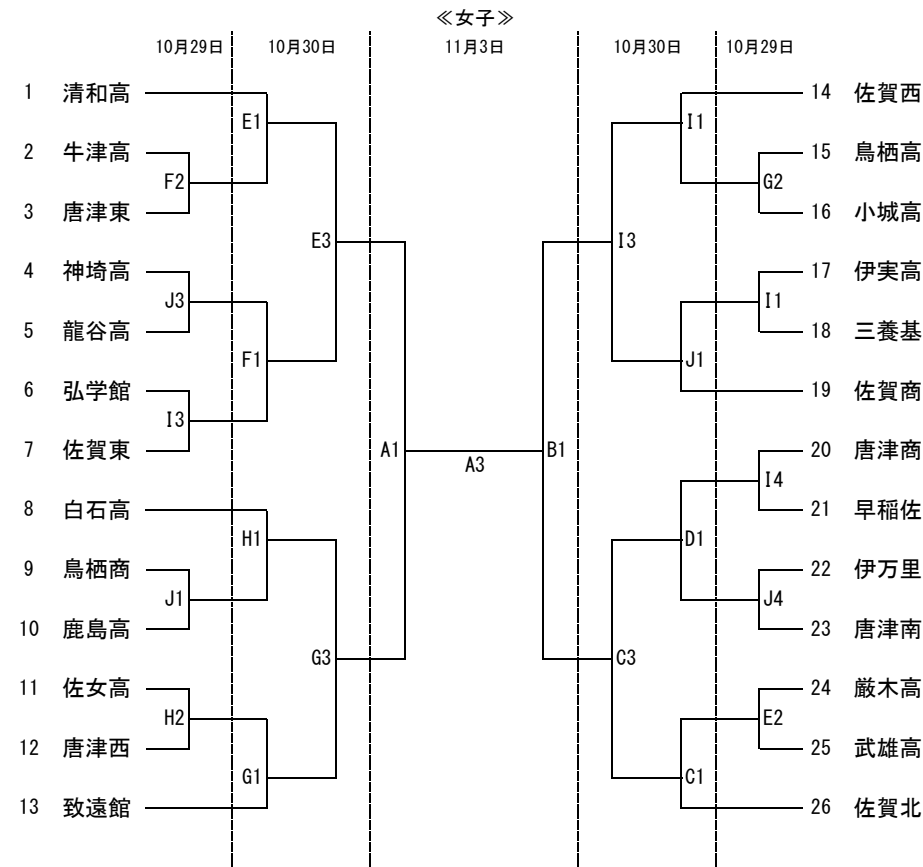 ≪女子≫
10月29日 10月30日 11月3日 10月30日 10月29日
1 清和高 14 佐賀西
E1 I1
2 牛津高 15 鳥栖高
F2 G2
3 唐津東 16 小城高
E3 I3
4 神埼高 17 伊実高
J3 I1
5 龍谷高 18 三養基
F1 J1
6 弘学館 19 佐賀商
I3
7 佐賀東 A1 A3 B1 20 唐津商
I4
8 白石高 21 早稲佐
H1 D1
9 鳥栖商 22 伊万里
J1 J4
10 鹿島高 23 唐津南
G3 C3
11 佐女高 24 厳木高
H2 E2
12 唐津西 25 武雄高
G1 C1
13 致遠館 26 佐賀北